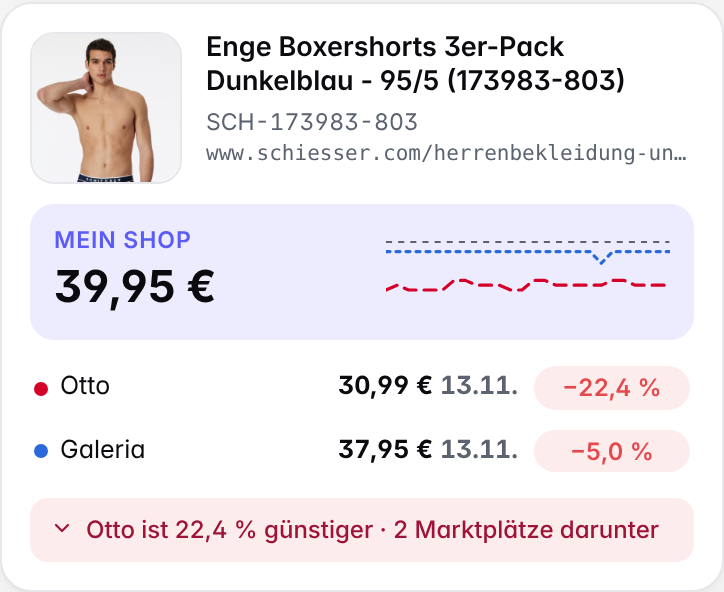 Enge Boxershorts 3er-Pack
Dunkelblau - 95/5 (173983-803)
SCH-173983-803
www.schiesser.com/herrenbekleidung-un…
MEIN SHOP
39,95 €
Otto 30,99 € 13.11. −22,4 %
Galeria 37,95 € 13.11. −5,0 %
Otto ist 22,4 % günstiger · 2 Marktplätze darunter